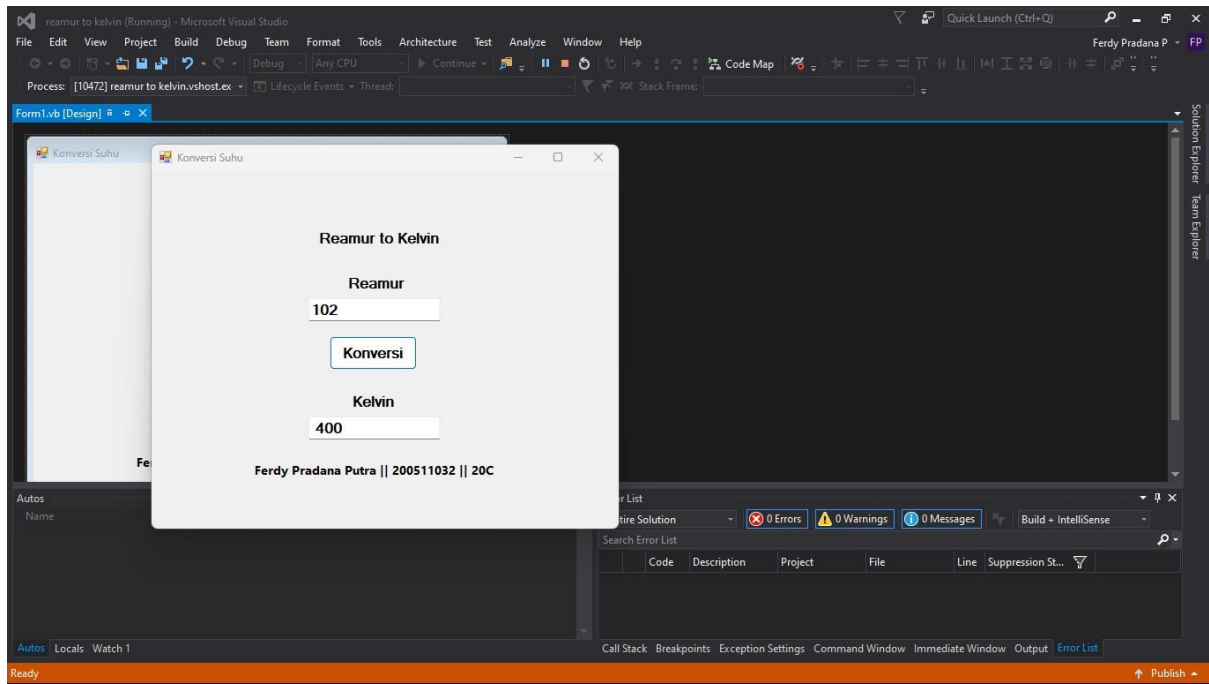 reamur to kelvin (Running) - Microsoft Visual Studio
Quick Launch (Ctrl+Q)
File Edit View Project Build Debug Team Format Tools Architecture Test Analyze Window Help
Ferdy Pradana P FP
Debug Any CPU Continue Code Map
Process: [10472] reamur to kelvin.vshost.ex Lifecycle Events Thread: Stack Frame:
Form1.vb [Design]
Solution Explorer
Team Explorer
Konversi Suhu
Konversi Suhu
Reamur to Kelvin
Reamur
102
Konversi
Kelvin
400
Ferdy Pradana Putra || 200511032 || 20C
Autos
Name
Entire Solution 0 Errors 0 Warnings 0 Messages Build + IntelliSense
Search Error List
Code Description Project File Line Suppression St...
Autos Locals Watch 1
Call Stack Breakpoints Exception Settings Command Window Immediate Window Output Error List
Ready
Publish